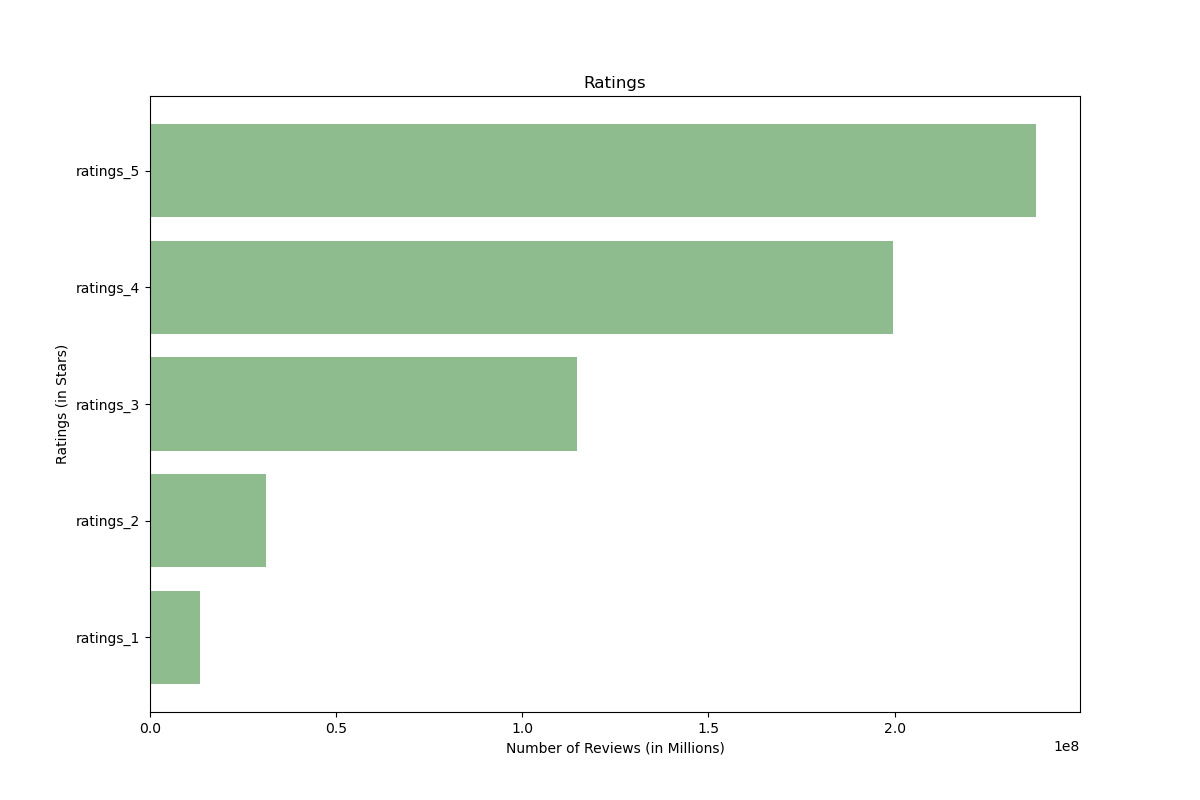 Ratings
Ratings (in Stars)
ratings_5
ratings_4
ratings_3
ratings_2
ratings_1
0.0 0.5 1.0 1.5 2.0
Number of Reviews (in Millions)
1e8